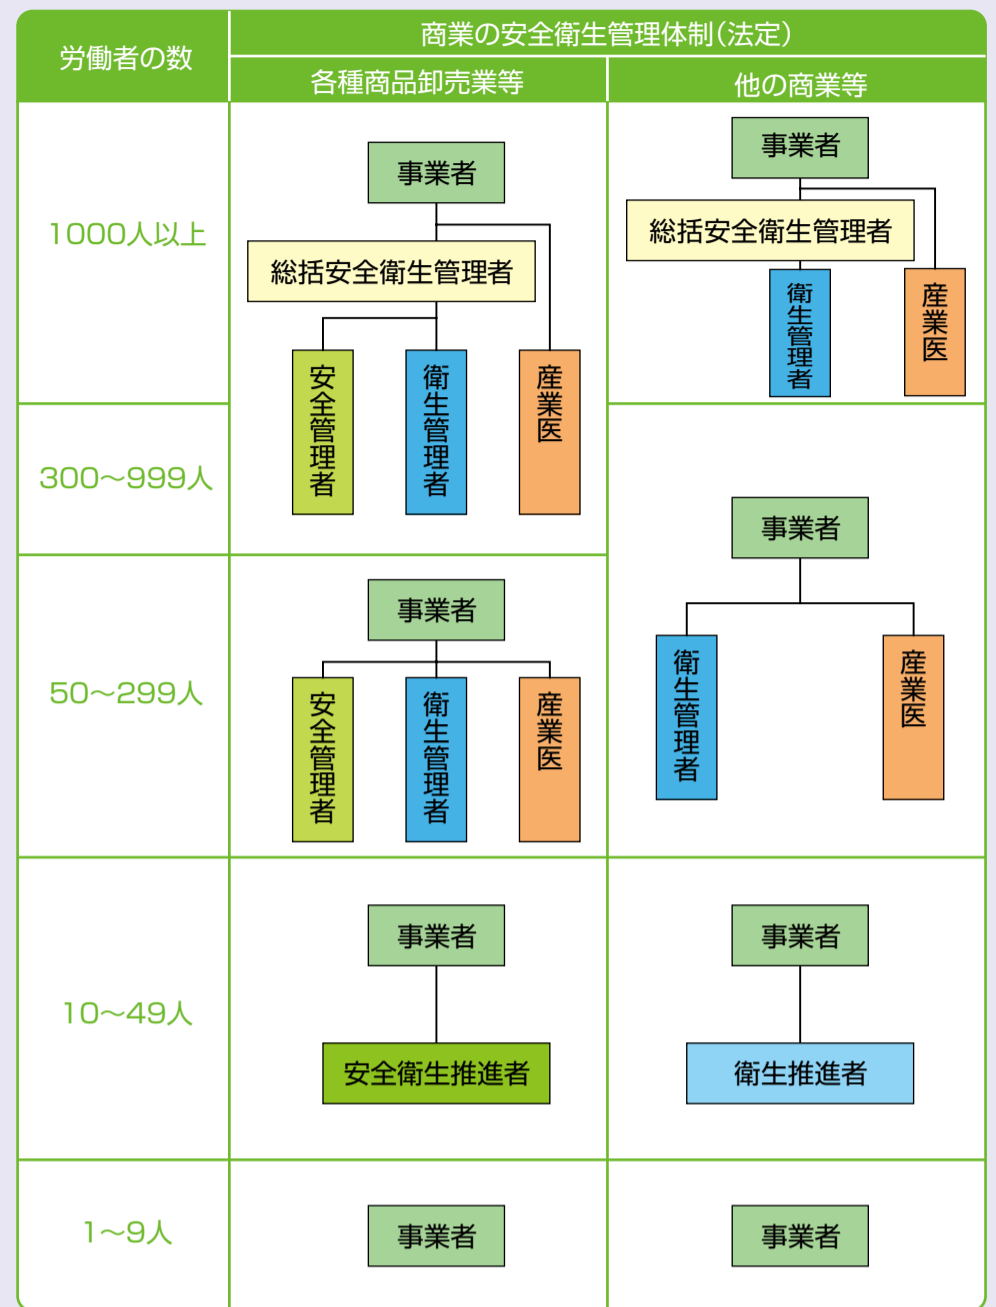 労働者の数
商業の安全衛生管理体制(法定)
各種商品卸売業等
他の商業等
1000人以上
事業者
総括安全衛生管理者
安全管理者
衛生管理者
産業医
事業者
総括安全衛生管理者
衛生管理者
産業医
300〜999人
事業者
衛生管理者
産業医
50〜299人
事業者
安全管理者
衛生管理者
産業医
10〜49人
事業者
安全衛生推進者
事業者
衛生推進者
1〜9人
事業者
事業者